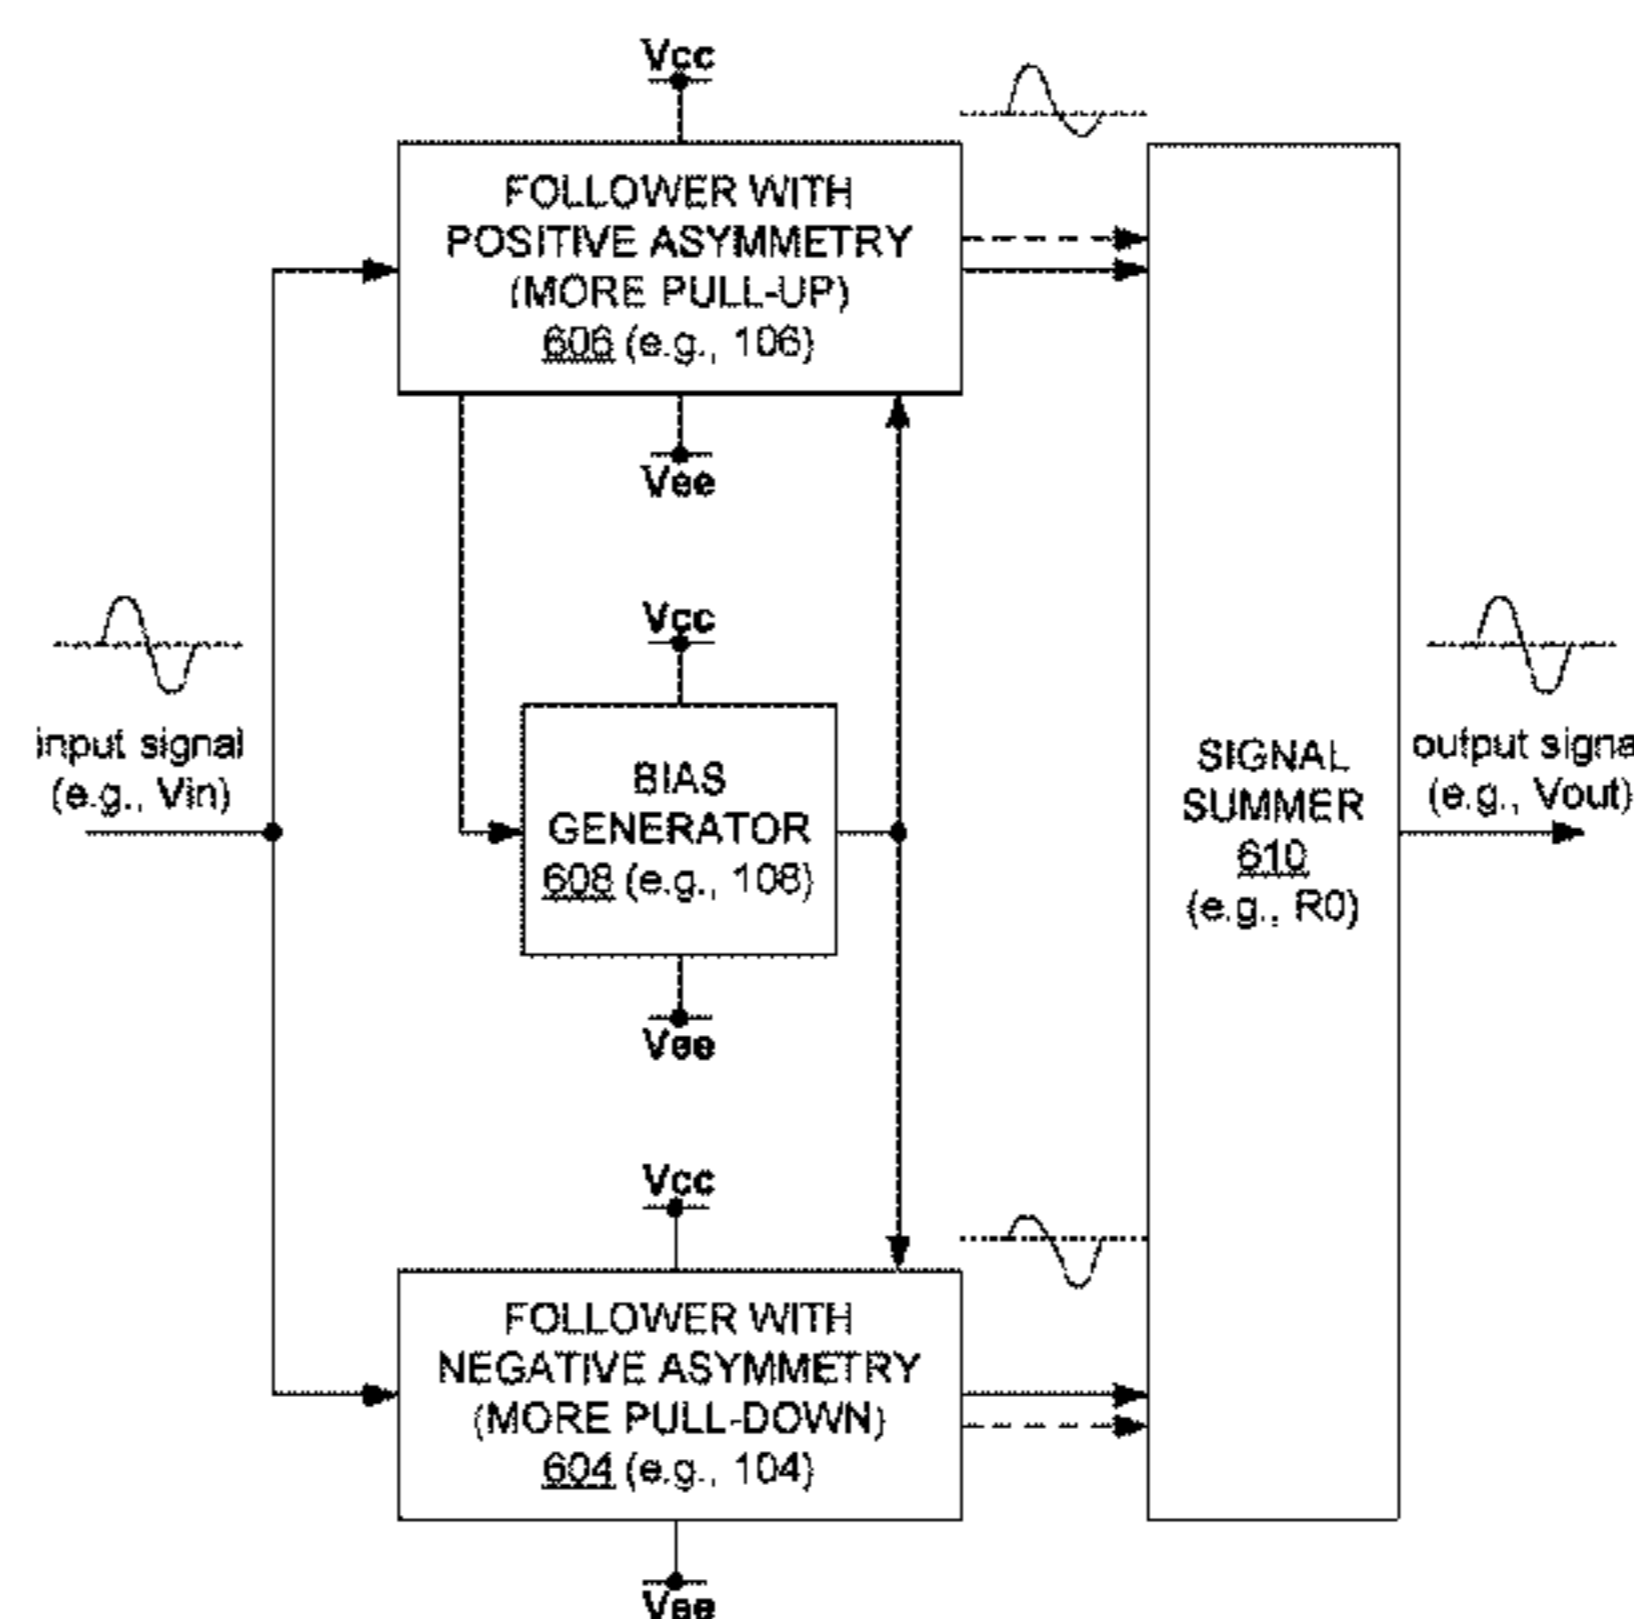 Vcc
FOLLOWER WITH
POSITIVE ASYMMETRY
(MORE PULL-UP)
606 (e.g., 106)
Vee
input signal
(e.g., Vin)
Vcc
BIAS
GENERATOR
608 (e.g., 108)
Vee
SIGNAL
SUMMER
610
(e.g., R0)
output signa
(e.g., Vout)
Vcc
FOLLOWER WITH
NEGATIVE ASYMMETRY
(MORE PULL-DOWN)
604 (e.g., 104)
Vee